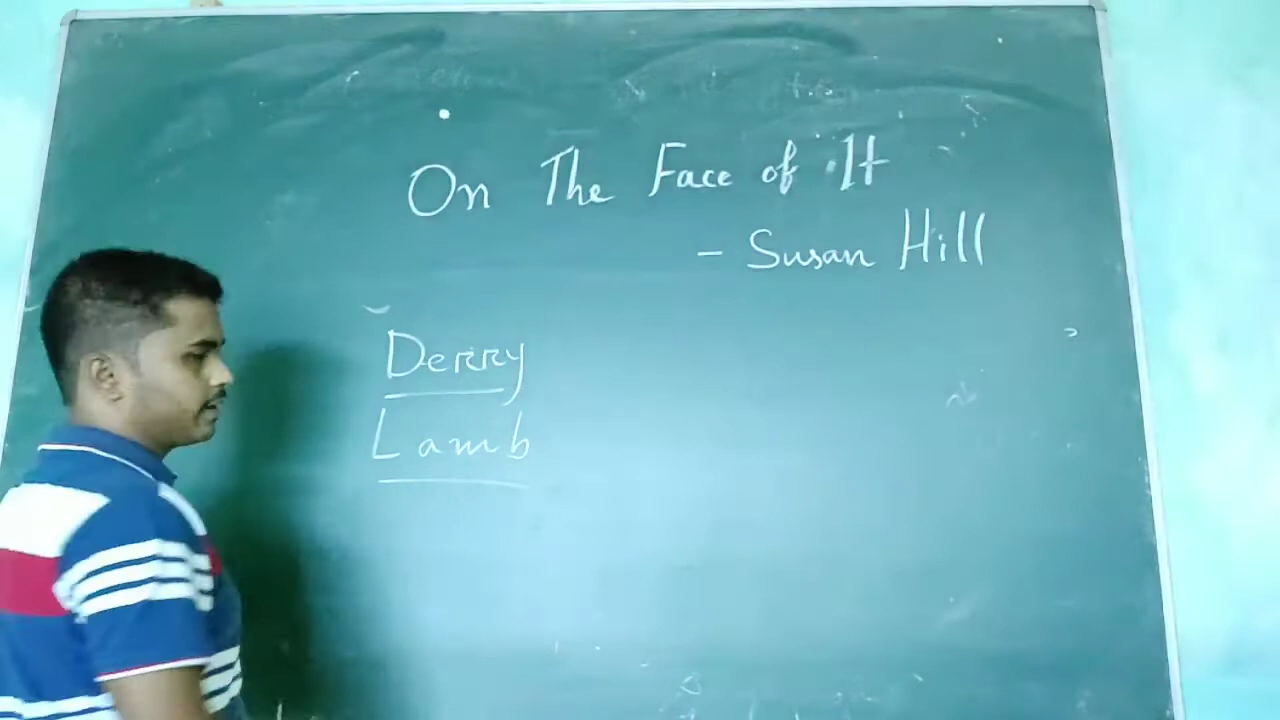 On The Face of It
- Susan Hill
Derry
Lamb